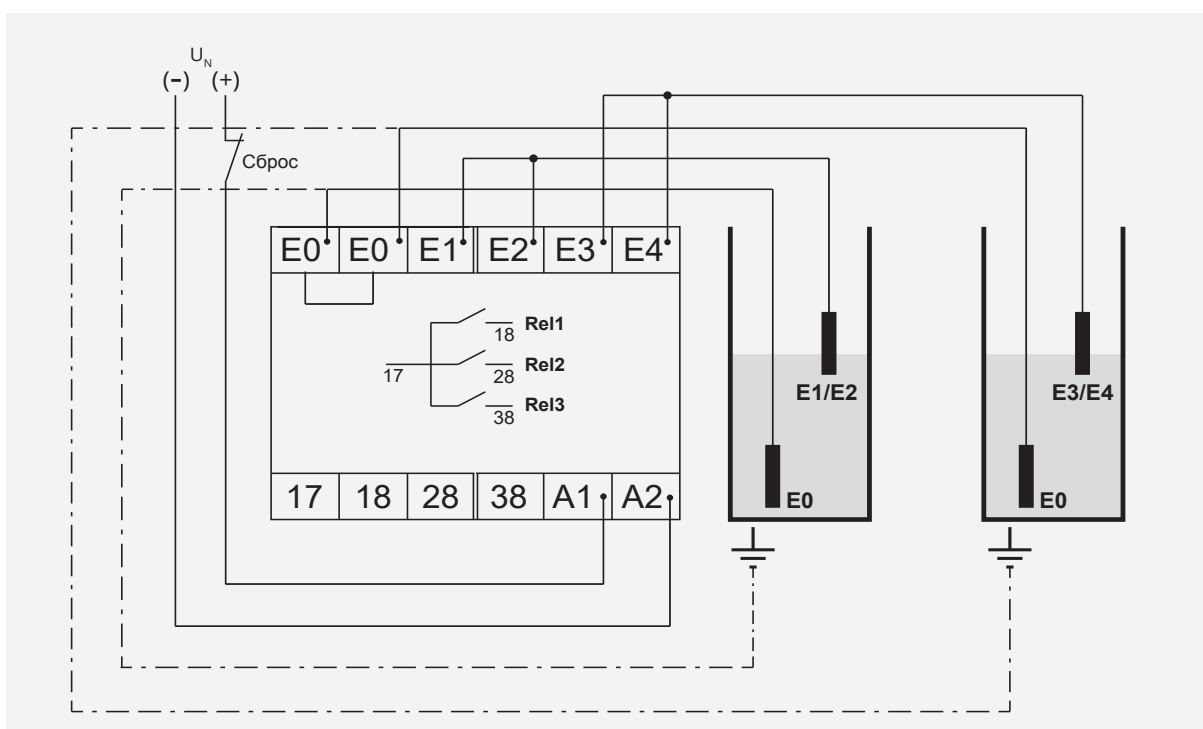 U_N
(–) (+)
Сброс
E0 E0 E1 E2 E3 E4
18 Rel1
17 28 Rel2
38 Rel3
E1/E2
E3/E4
17 18 28 38 A1 A2
E0
E0